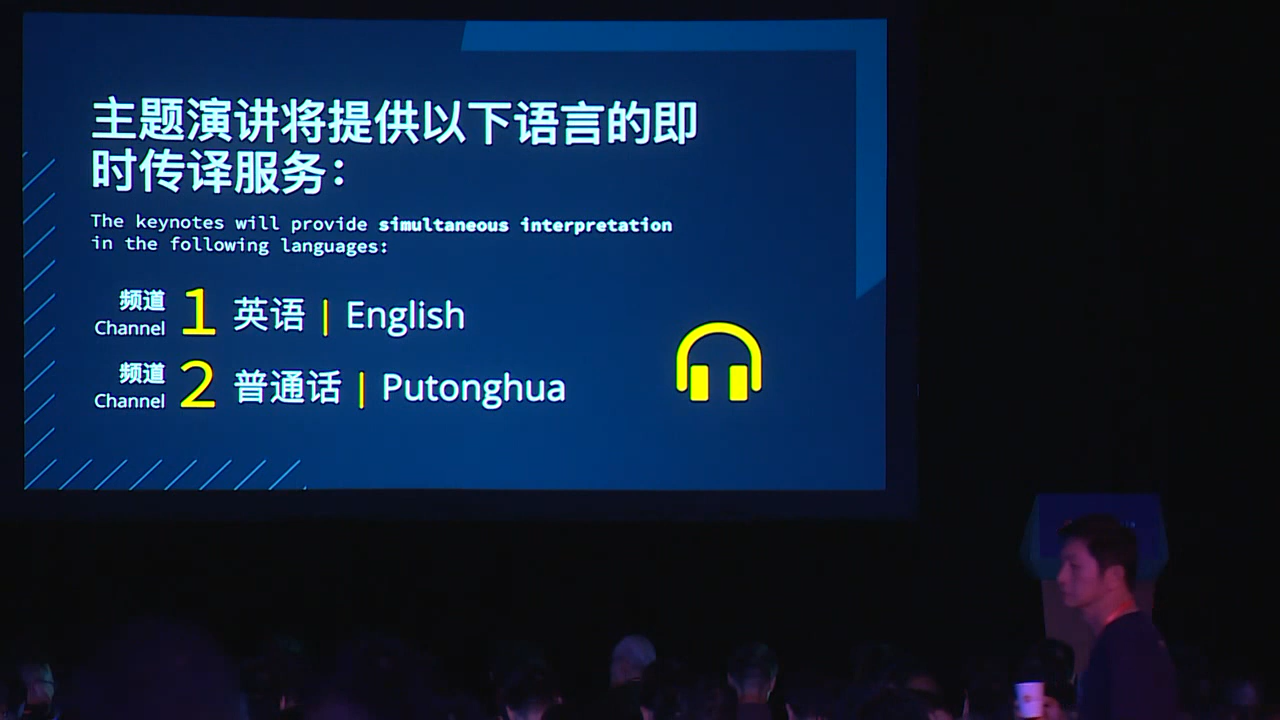 主题演讲将提供以下语言的即
时传译服务：
The keynotes will provide simultaneous interpretation
in the following languages:
频道
Channel
1 英语 | English
频道
Channel
2 普通话 | Putonghua